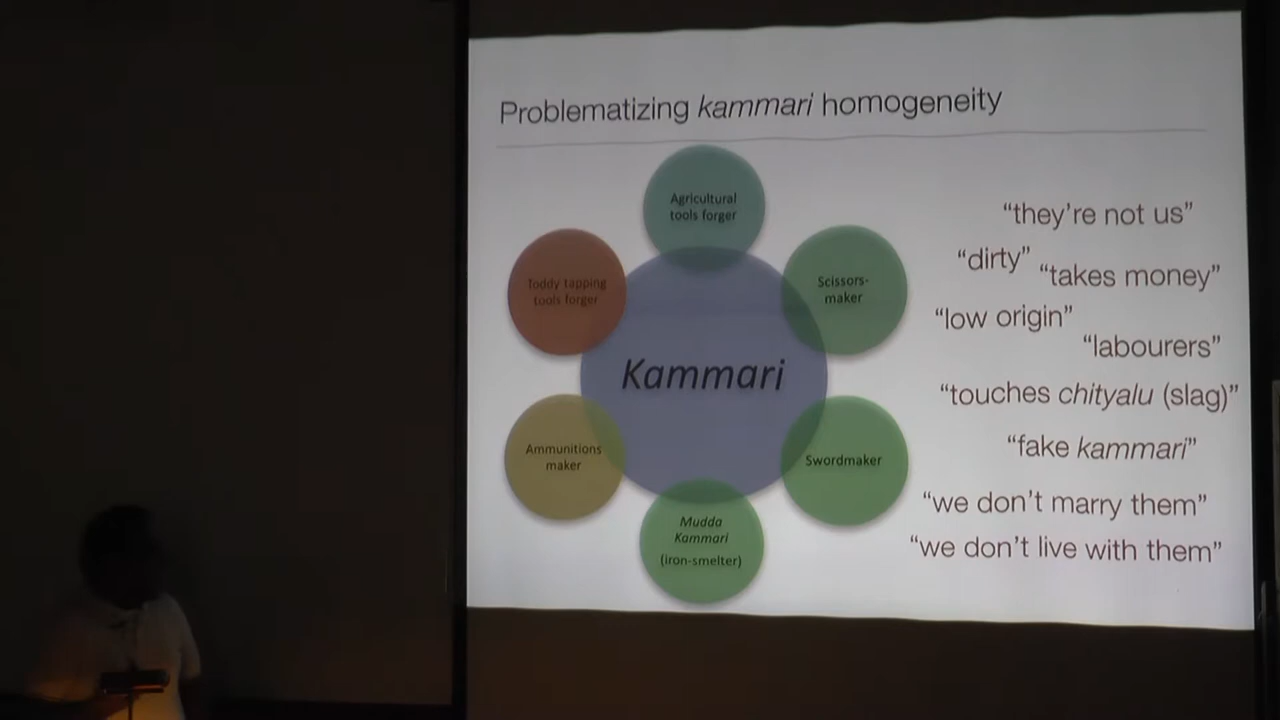 Problematizing kammari homogeneity
Agricultural
tools forger
Toddy tapping
tools forger
Scissors-
maker
Kammari
Ammunitions
maker
Swordmaker
Mudda
Kammari
(iron-smelter)
“they're not us”
“dirty”
“takes money”
“low origin”
“labourers”
“touches chityalu (slag)”
“fake kammari”
“we don't marry them”
“we don't live with them”